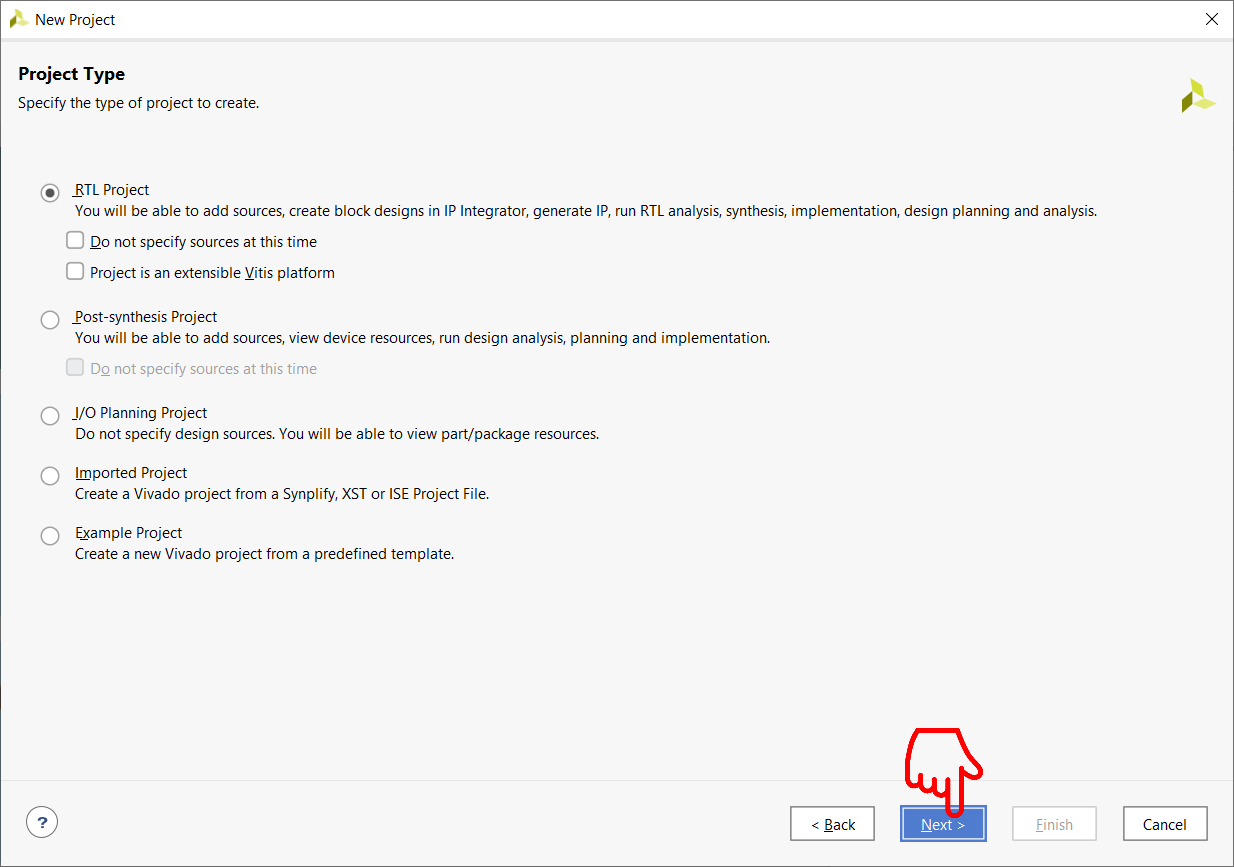 New Project
Project Type
Specify the type of project to create.
RTL Project
You will be able to add sources, create block designs in IP Integrator, generate IP, run RTL analysis, synthesis, implementation, design planning and analysis.
Do not specify sources at this time
Project is an extensible Vitis platform
Post-synthesis Project
You will be able to add sources, view device resources, run design analysis, planning and implementation.
Do not specify sources at this time
I/O Planning Project
Do not specify design sources. You will be able to view part/package resources.
Imported Project
Create a Vivado project from a Synplify, XST or ISE Project File.
Example Project
Create a new Vivado project from a predefined template.
? < Back Next > Finish Cancel